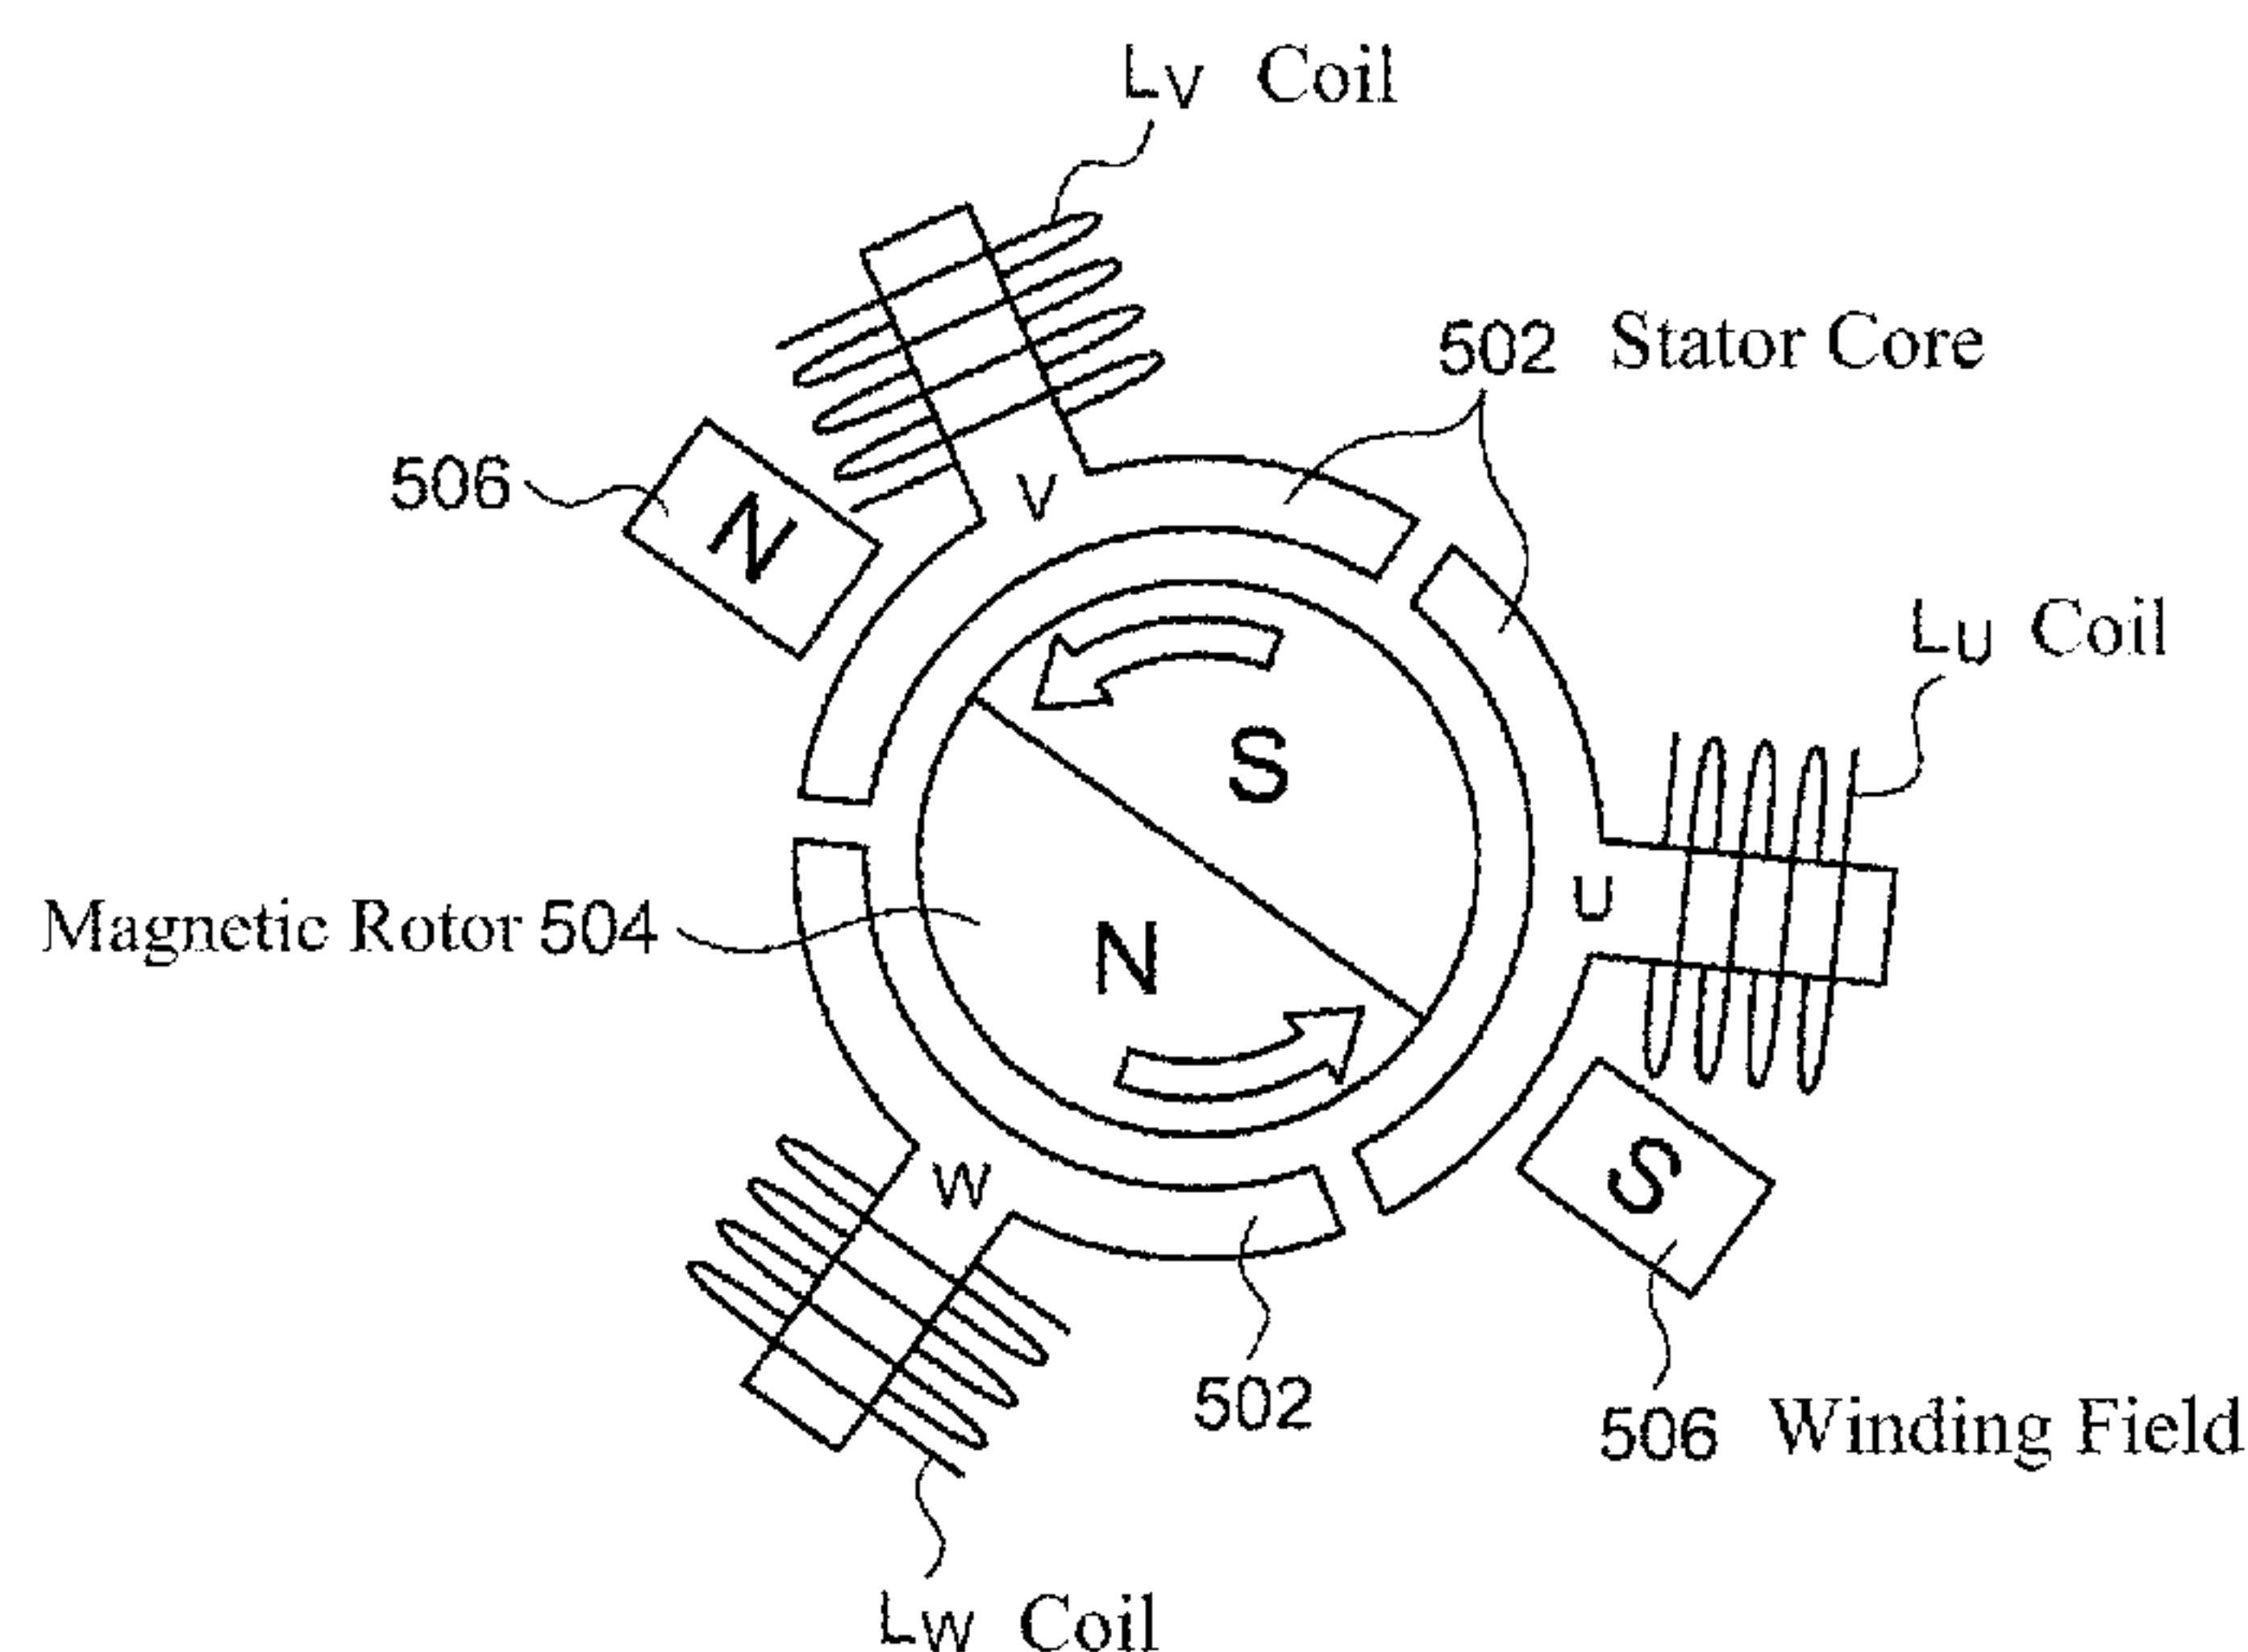 LV Coil
502 Stator Core
506
N
V
LU Coil
S
U
Magnetic Rotor 504
N
W
S
502
506 Winding Field
LW Coil